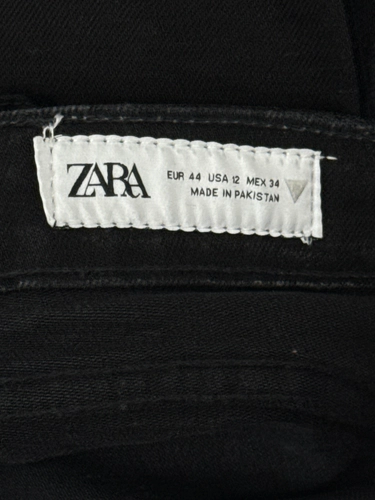 ZARA
EUR 44 USA 12 MEX 34
MADE IN PAKISTAN